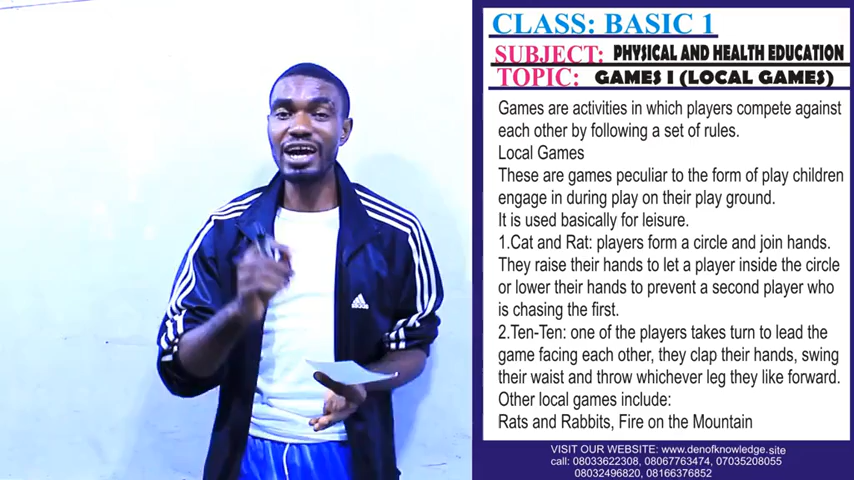 CLASS: BASIC 1
SUBJECT: PHYSICAL AND HEALTH EDUCATION
TOPIC: GAMES I (LOCAL GAMES)
Games are activities in which players compete against
each other by following a set of rules.
Local Games
These are games peculiar to the form of play children
engage in during play on their play ground.
It is used basically for leisure.
1.Cat and Rat: players form a circle and join hands.
They raise their hands to let a player inside the circle
or lower their hands to prevent a second player who
is chasing the first.
2.Ten-Ten: one of the players takes turn to lead the
game facing each other, they clap their hands, swing
their waist and throw whichever leg they like forward.
Other local games include:
Rats and Rabbits, Fire on the Mountain
VISIT OUR WEBSITE: www.denofknowledge.site
call: 08033622308, 08067763474, 07035208055
08032496820, 08166376852
adidas